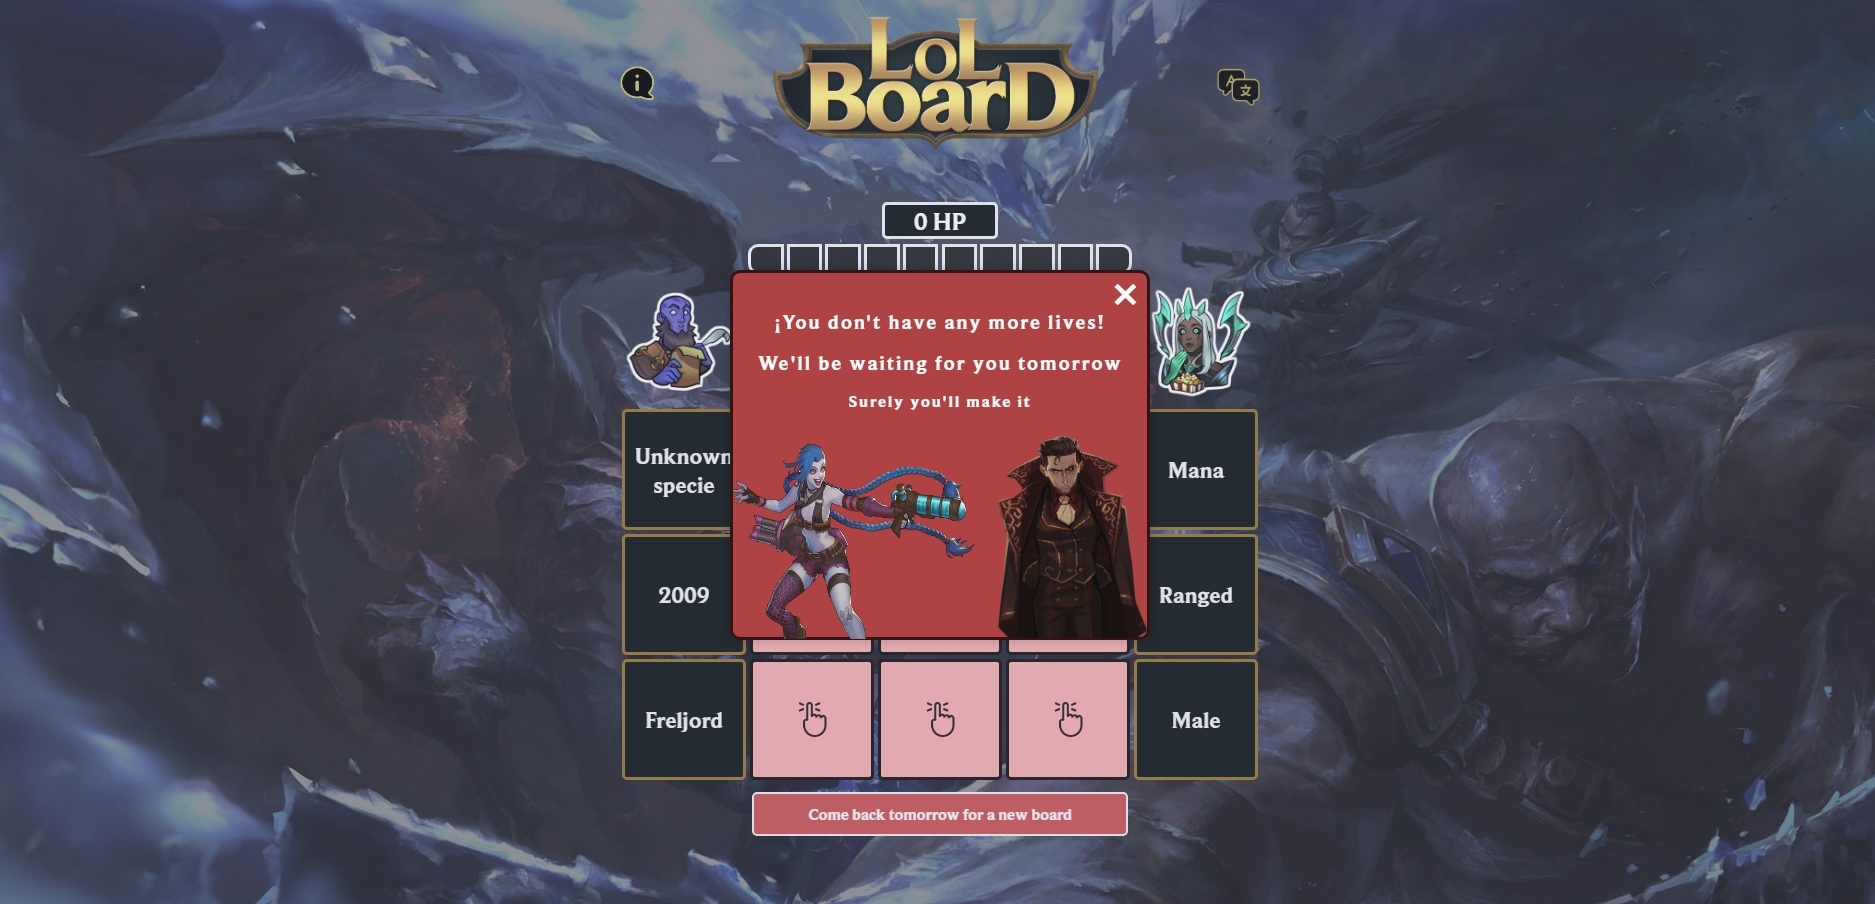 LoL
BoarD
0 HP
¡You don't have any more lives!
We'll be waiting for you tomorrow
Surely you'll make it
Unknown
specie
Mana
2009
Ranged
Freljord
Male
Come back tomorrow for a new board